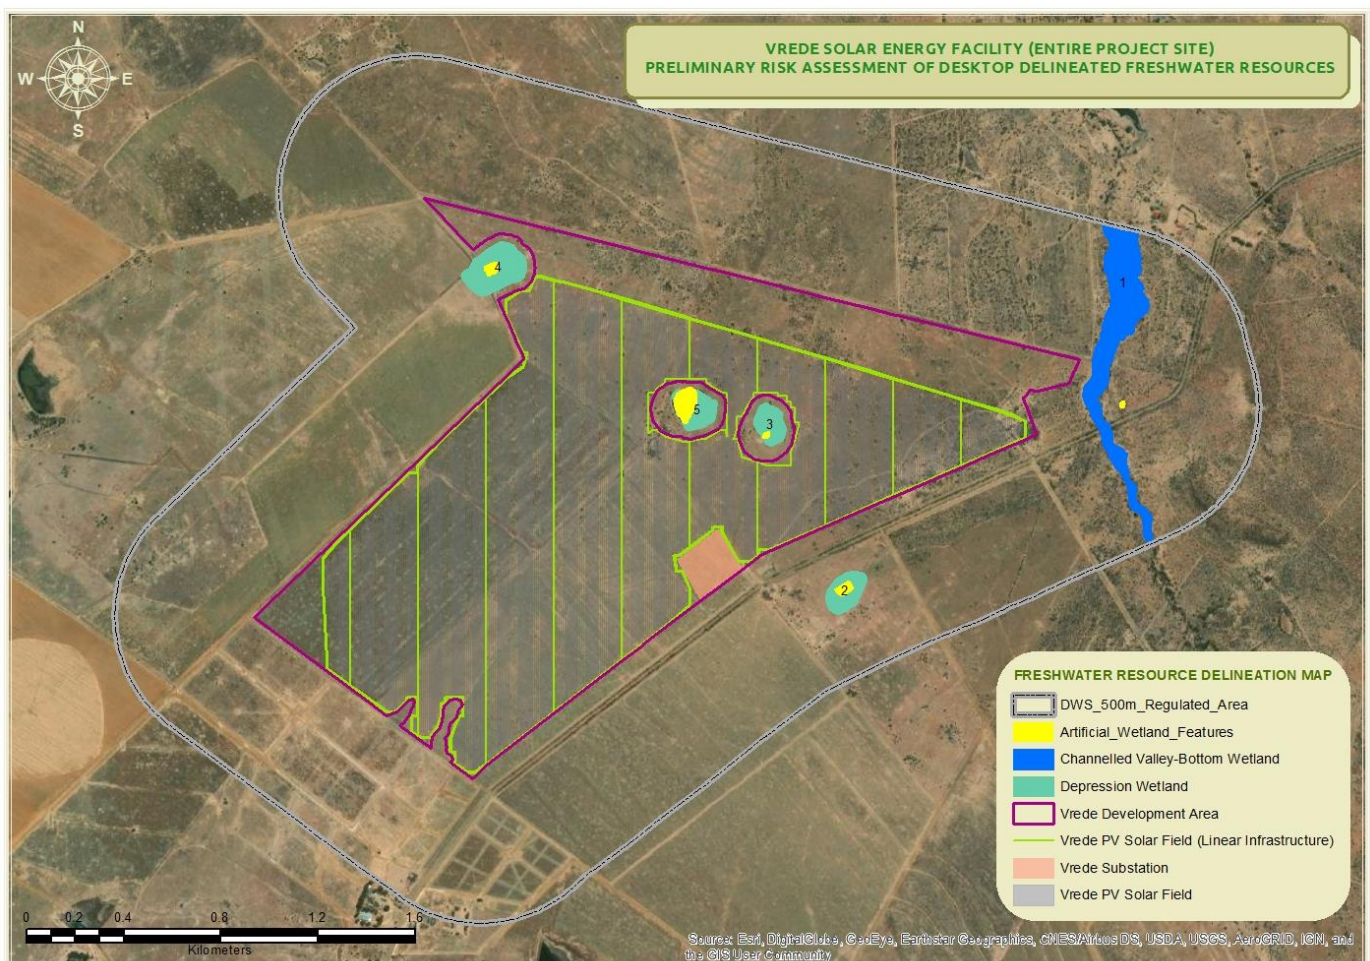 N
W E
S
VREDE SOLAR ENERGY FACILITY (ENTIRE PROJECT SITE)
PRELIMINARY RISK ASSESSMENT OF DESKTOP DELINEATED FRESHWATER RESOURCES
1
4
5
3
2
FRESHWATER RESOURCE DELINEATION MAP
DWS_500m_Regulated_Area
Artificial_Wetland_Features
Channelled Valley-Bottom Wetland
Depression Wetland
Vrede Development Area
Vrede PV Solar Field (Linear Infrastructure)
Vrede Substation
Vrede PV Solar Field
0 0.2 0.4 0.8 1.2 1.6
Kilometers
Source: Esri, DigitalGlobe, GeoEye, Earthstar Geographics, CNES/Airbus DS, USDA, USGS, AeroGRID, IGN, and
the GIS User Community